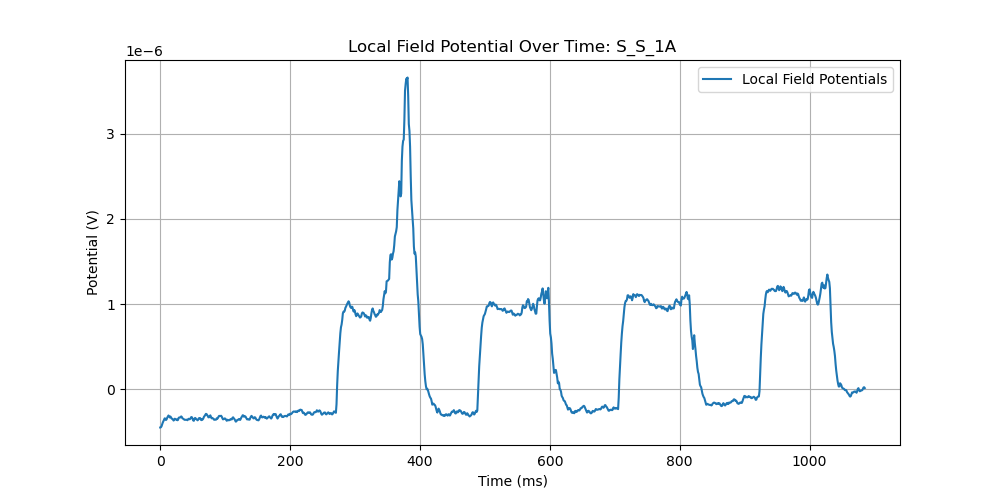 Local Field Potential Over Time: S_S_1A
1e−6
Local Field Potentials
3
2
1
0
Potential (V)
0 200 400 600 800 1000
Time (ms)